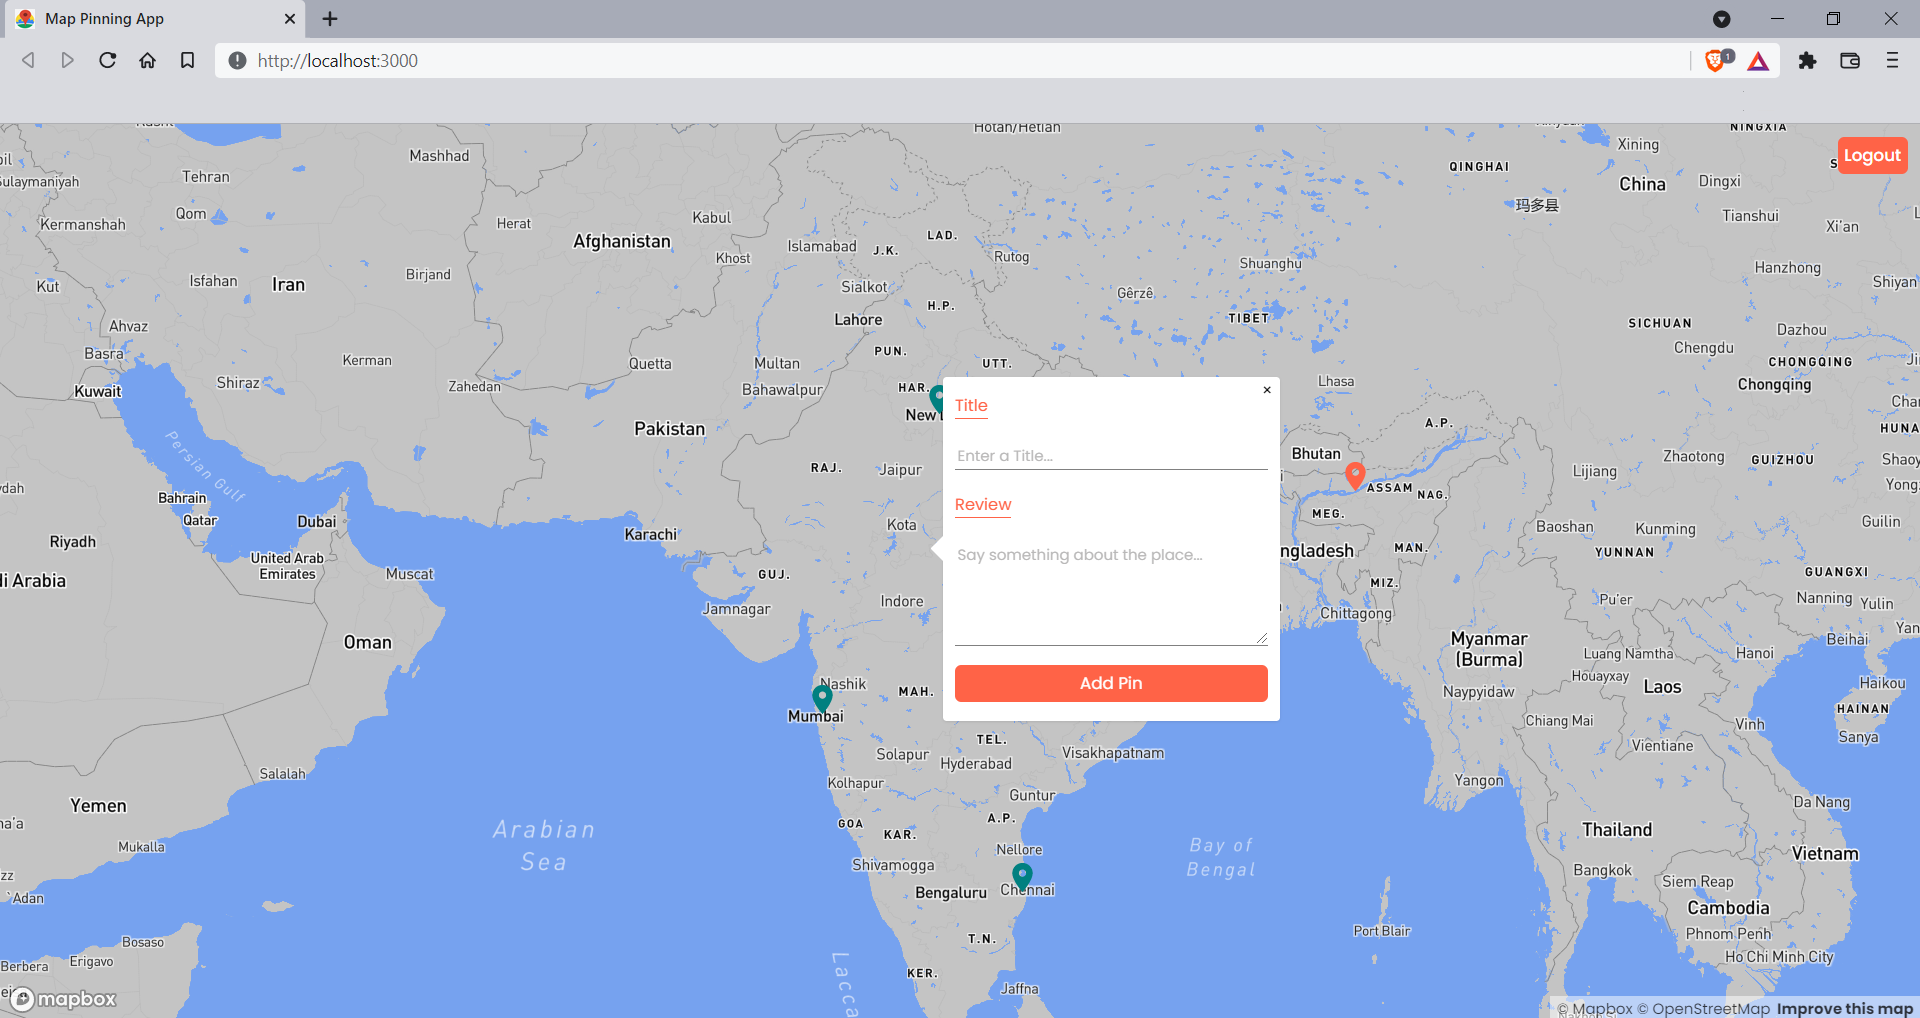 Map Pinning App
http://localhost:3000
1
Logout
Hotan/Hetian
NINGXIA
Mashhad
Xining
QINGHAI
Tehran
Sulaymaniyah
China
Dingxi
Qom
Kabul
玛多县
Tianshui
Kermanshah
Herat
Xi'an
LAD.
Afghanistan
Islamabad
J.K.
Khost
Rutog
Shuanghu
Hanzhong
Birjand
Isfahan
Iran
Kut
Sialkot
Gêrzê
Shiyan
H.P.
TIBET
Lahore
SICHUAN
Ahvaz
Dazhou
Basra
PUN.
Chengdu
Kerman
Quetta
Multan
UTT.
CHONGQING
Shiraz
Zahedan
Lhasa
Chongqing
Kuwait
Bahawalpur
HAR.
New
Title
A.P.
Pakistan
HUNA
Persian Gulf
Bhutan
Zhaotong
GUIZHOU
Enter a Title...
RAJ.
Jaipur
Lijiang
ASSAM
NAG.
Bahrain
Review
MEG.
Qatar
Dubai
Kota
Baoshan
Kunming
Guilin
Karachi
Riyadh
ngladesh
MAN.
YUNNAN
Say something about the place...
United Arab
Emirates
Muscat
GUJ.
di Arabia
MIZ.
GUANGXI
Jamnagar
Indore
Pu'er
Nanning
Yulin
Chittagong
Oman
Myanmar
(Burma)
Beihai
Luang Namtha
Hanoi
Houayxay
Add Pin
Nashik
MAH.
Naypyidaw
Laos
Haikou
Mumbai
Chiang Mai
Vinh
HAINAN
TEL.
Vientiane
Sanya
Solapur
Hyderabad
Visakhapatnam
Salalah
Kolhapur
Yangon
Guntur
Yemen
Da Nang
A.P.
GOA
KAR.
Arabian
Sea
Thailand
Mukalla
Nellore
Bay of
Bengal
Vietnam
Shivamogga
Bangkok
Siem Reap
Bengaluru
Chennai
`Adan
Cambodia
Port Blair
Phnom Penh
T.N.
Bosaso
Ho Chi Minh City
Erigavo
Berbera
KER.
Lacca
Jaffna
mapbox
© Mapbox © OpenStreetMap Improve this map